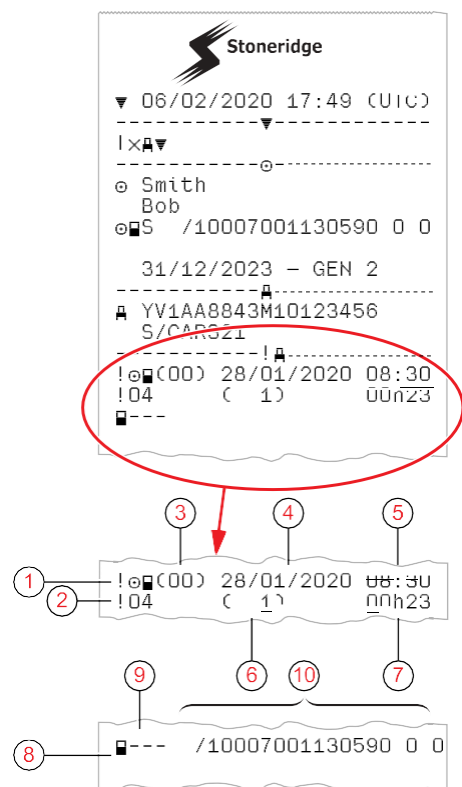 Stoneridge
▼ 06/02/2020 17:49 (UTC)
▼
!×▼
Smith
Bob
S /10007001130590 0 0
31/12/2023 – GEN 2
YV1AA8843M10123456
S/CARS21
!
!(00) 28/01/2020 08:30
!04 ( 1) 00h23
---
3 4 5
1 !(00) 28/01/2020 08:30
2 !04 ( 1) 00h23
6 7
9 10
8 --- /10007001130590 0 0